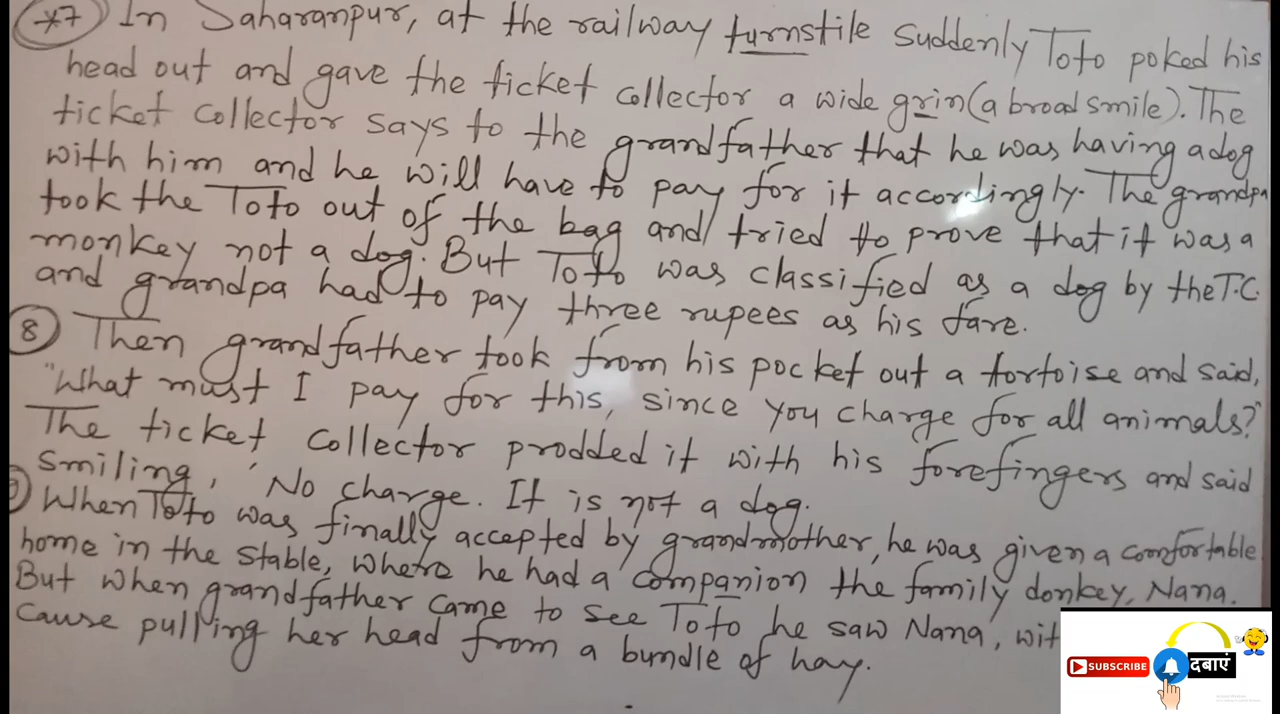 *7 In Saharanpur, at the railway turnstile suddenly Toto poked his
head out and gave the ticket collector a wide grin (a broad smile). The
ticket collector says to the grandfather that he was having a dog
with him and he will have to pay for it accordingly. The grandpa
took the Toto out of the bag and tried to prove that it was a
monkey not a dog. But Toto was classified as a dog by the T.C.
and grandpa had to pay three rupees as his fare.
8 Then grandfather took from his pocket out a tortoise and said,
"What must I pay for this, since you charge for all animals?"
The ticket collector prodded it with his forefingers and said
smiling, 'No charge. It is not a dog.
When Toto was finally accepted by grandmother, he was given a comfortable
home in the stable, where he had a companion the family donkey, Nana.
But when grandfather came to see Toto he saw Nana, wit
cause pulling her head from a bundle of hay.
SUBSCRIBE
दबाएं